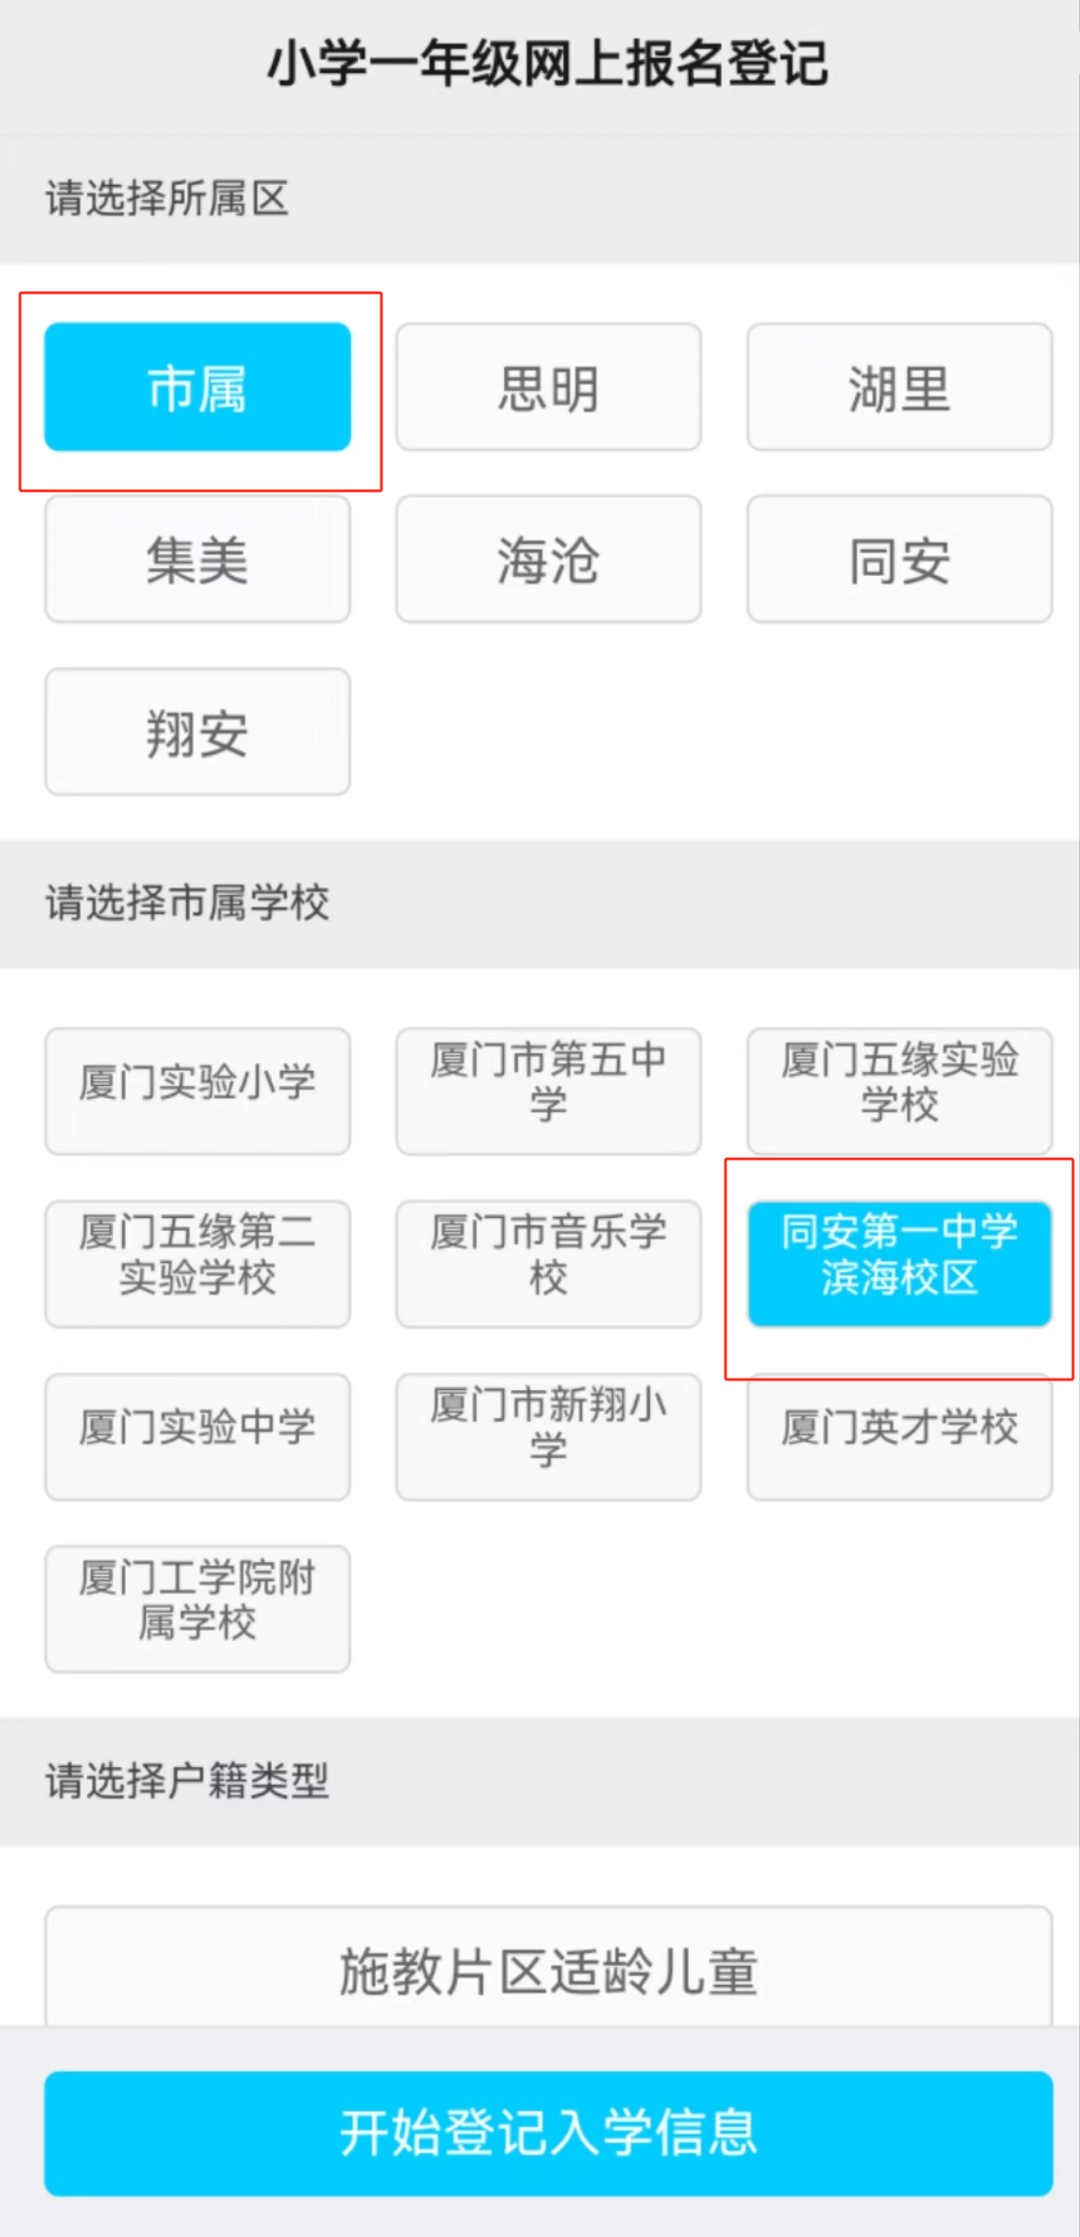 小学一年级网上报名登记
请选择所属区
市属
思明
湖里
集美
海沧
同安
翔安
请选择市属学校
厦门实验小学
厦门市第五中
学
厦门五缘实验
学校
厦门五缘第二
实验学校
厦门市音乐学
校
同安第一中学
滨海校区
厦门实验中学
厦门市新翔小
学
厦门英才学校
厦门工学院附
属学校
请选择户籍类型
施教片区适龄儿童
开始登记入学信息